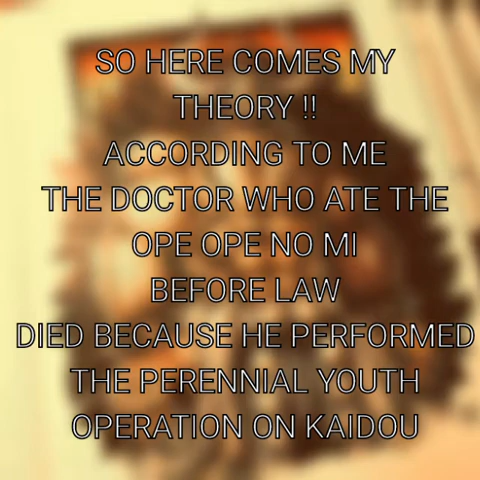 SO HERE COMES MY
THEORY !!
ACCORDING TO ME
THE DOCTOR WHO ATE THE
OPE OPE NO MI
BEFORE LAW
DIED BECAUSE HE PERFORMED
THE PERENNIAL YOUTH
OPERATION ON KAIDOU